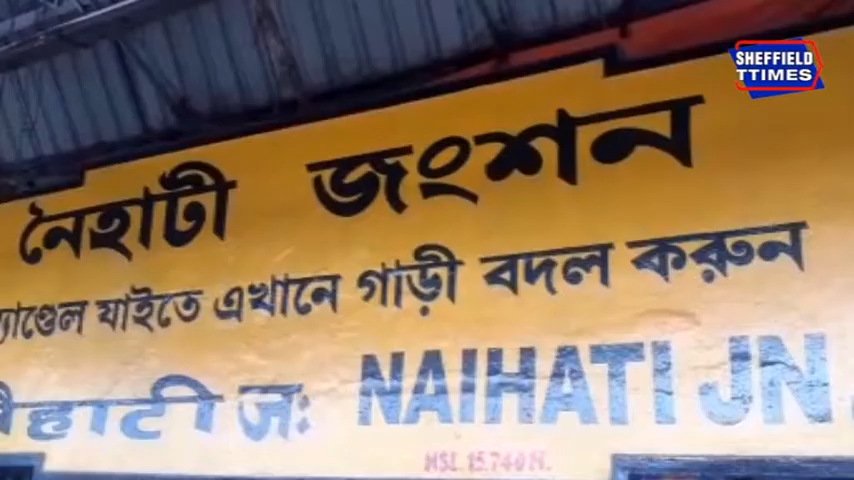 SHEFFIELD
TTIMES
নৈহাটী জংশন
ব্যাণ্ডেল যাইতে এখানে গাড়ী বদল করুন
नैहाटी जं: NAIHATI JN.
MSL 15.740 M.